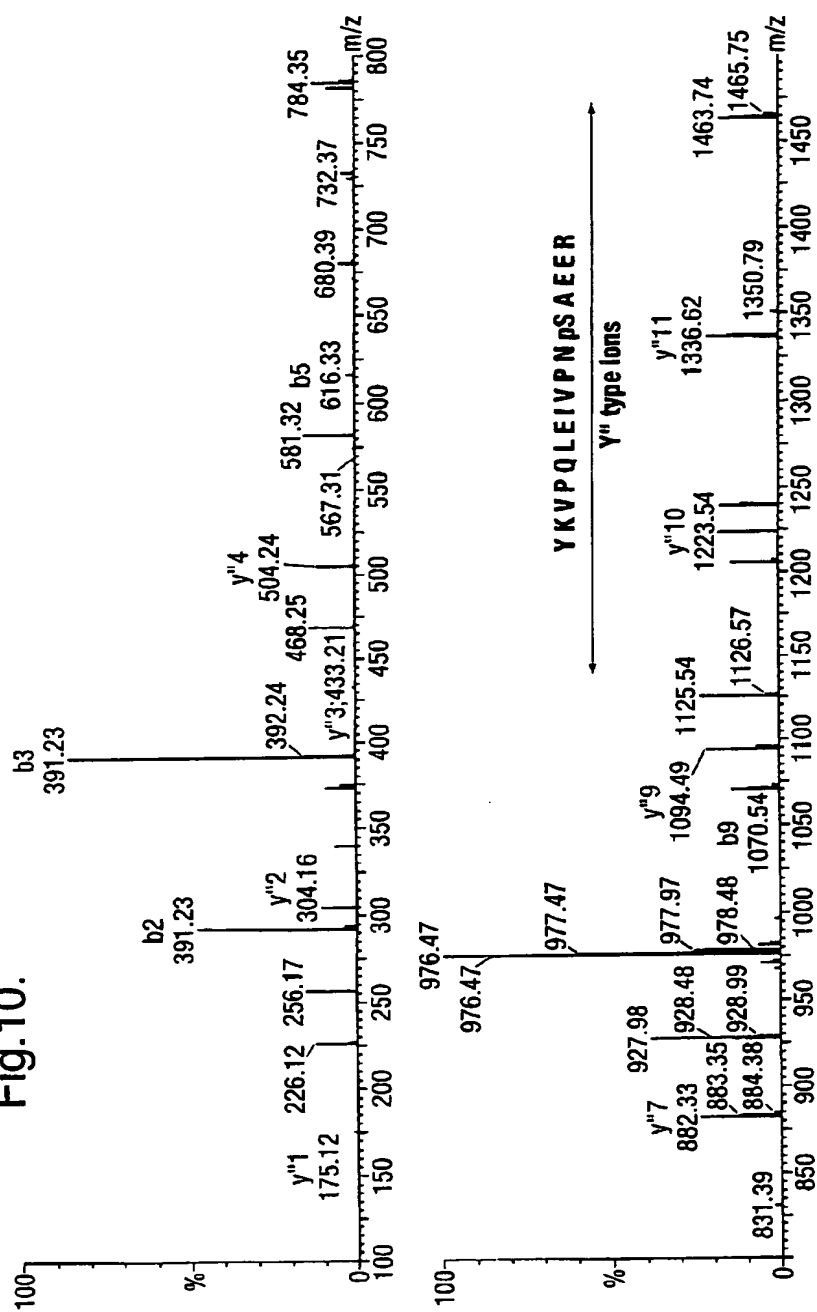 Fig.10.
100
%
0
y"1
175.12
226.12
256.17
b2
391.23
y"2
304.16
b3
391.23
392.24
y"3;433.21
468.25
y"4
504.24
567.31
581.32
b5
616.33
680.39
732.37
784.35
100 150 200 250 300 350 400 450 500 550 600 650 700 750 800
m/z
100
%
0
831.39
y"7
882.33
883.35
884.38
927.98
928.48
928.99
976.47
976.47
977.47
977.97
978.48
b9
1070.54
y"9
1094.49
1125.54
1126.57
y"10
1223.54
y"11
1336.62
1350.79
1463.74
1465.75
YKVPQLEIVPNpSAEER
Y" type ions
850 900 950 1000 1050 1100 1150 1200 1250 1300 1350 1400 1450
m/z